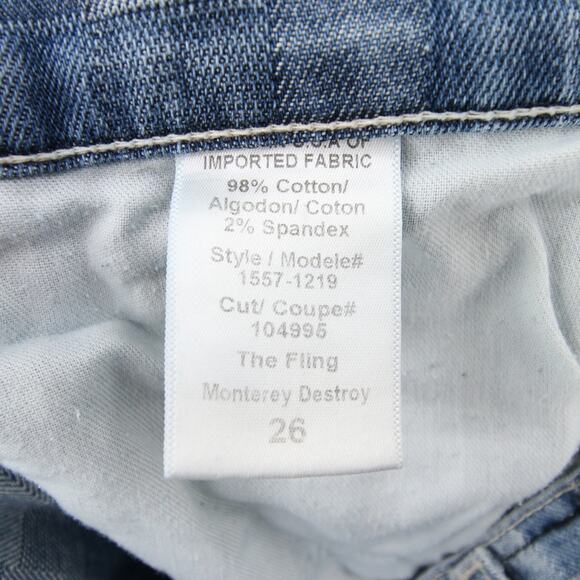 U.S.A OF
IMPORTED FABRIC
98% Cotton/
Algodon/ Coton
2% Spandex
Style / Modele#
1557-1219
Cut/ Coupe#
104995
The Fling
Monterey Destroy
26